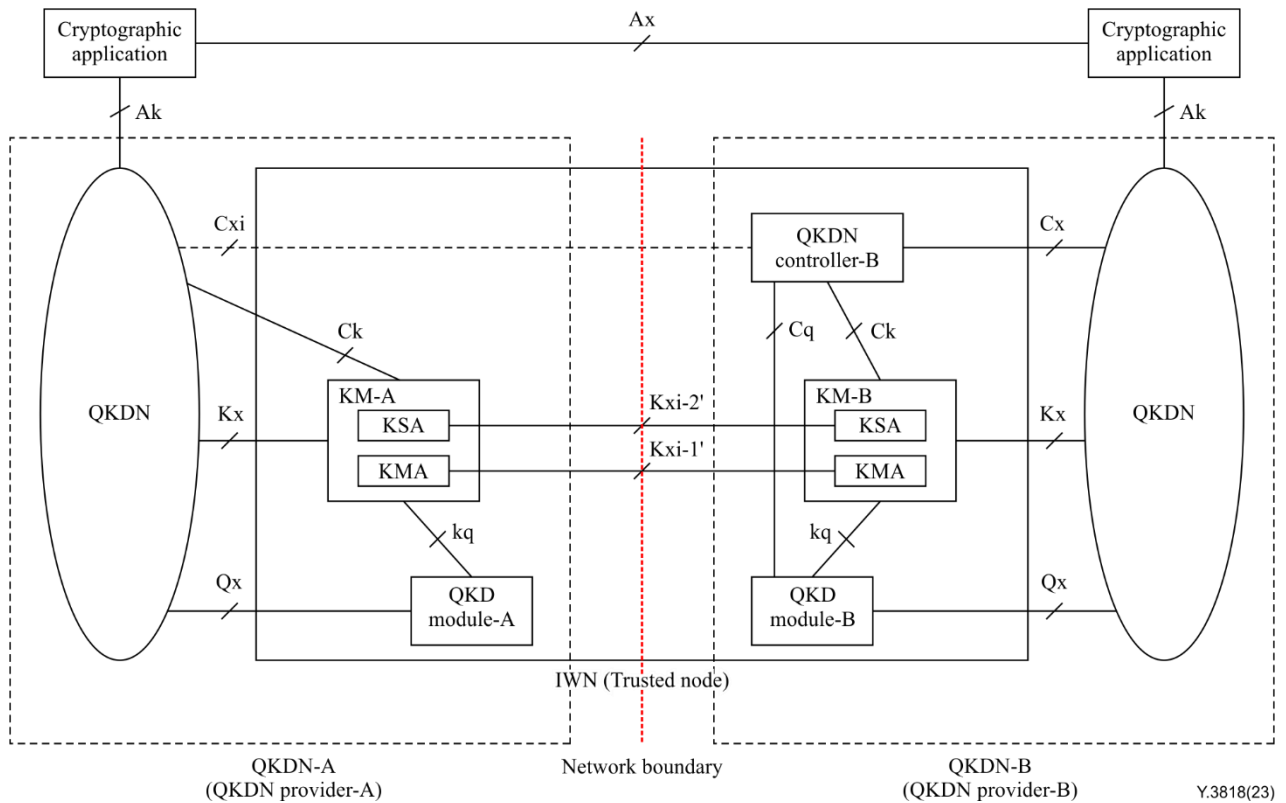 Cryptographic
application
Ax
Cryptographic
application
Ak
Ak
Cxi
QKDN
controller-B
Cx
Ck
Cq
Ck
QKDN
Kx
KM-A
KSA
KMA
Kxi-2'
Kxi-1'
KM-B
KSA
KMA
Kx
QKDN
kq
kq
Qx
QKD
module-A
QKD
module-B
Qx
IWN (Trusted node)
QKDN-A
(QKDN provider-A)
Network boundary
QKDN-B
(QKDN provider-B)
Y.3818(23)